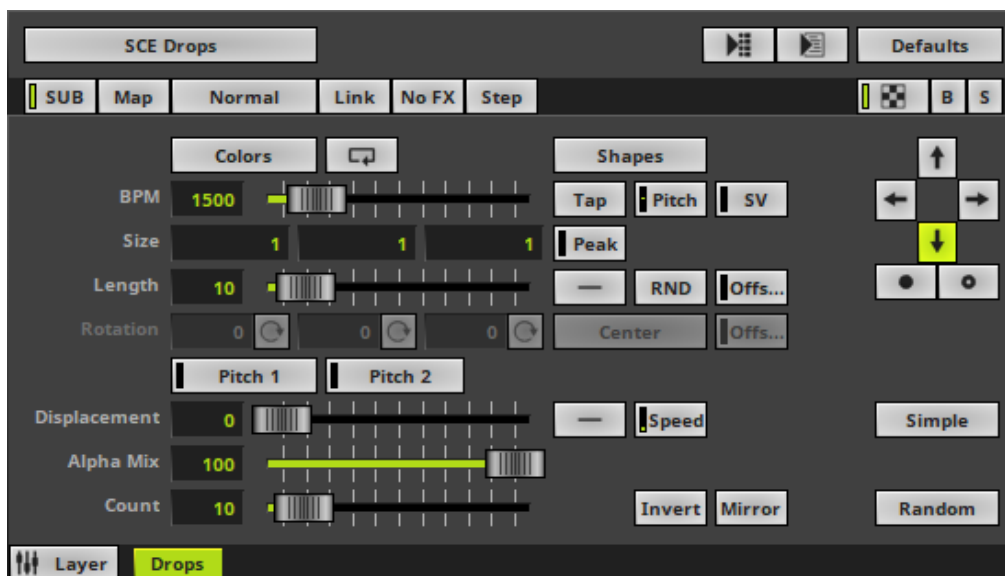 SCE Drops Defaults
SUB Map Normal Link No FX Step B S
Colors Shapes
BPM 1500 Tap Pitch SV
Size 1 1 1 Peak
Length 10 RND Offs...
Rotation 0 0 0 Center Offs...
Pitch 1 Pitch 2
Displacement 0 Speed Simple
Alpha Mix 100
Count 10 Invert Mirror Random
Layer Drops